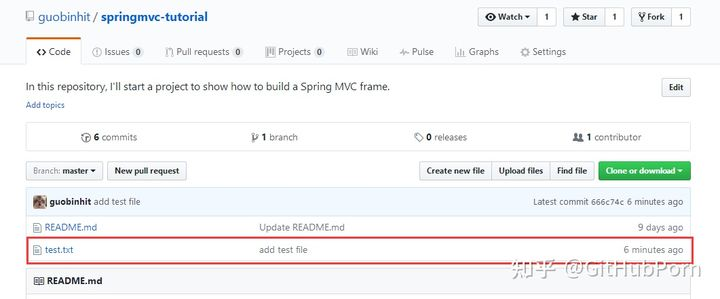 guobinhit / springmvc-tutorial Watch 1 Star 1 Fork 1
Code Issues 0 Pull requests 0 Projects 0 Wiki Pulse Graphs Settings
In this repository, I'll start a project to show how to build a Spring MVC frame. Edit
Add topics
6 commits 1 branch 0 releases 1 contributor
Branch: master New pull request Create new file Upload files Find file Clone or download
guobinhit add test file Latest commit 666c74c 6 minutes ago
README.md Update README.md 9 days ago
test.txt add test file 6 minutes ago
知乎 @GitHubPorn
README.md